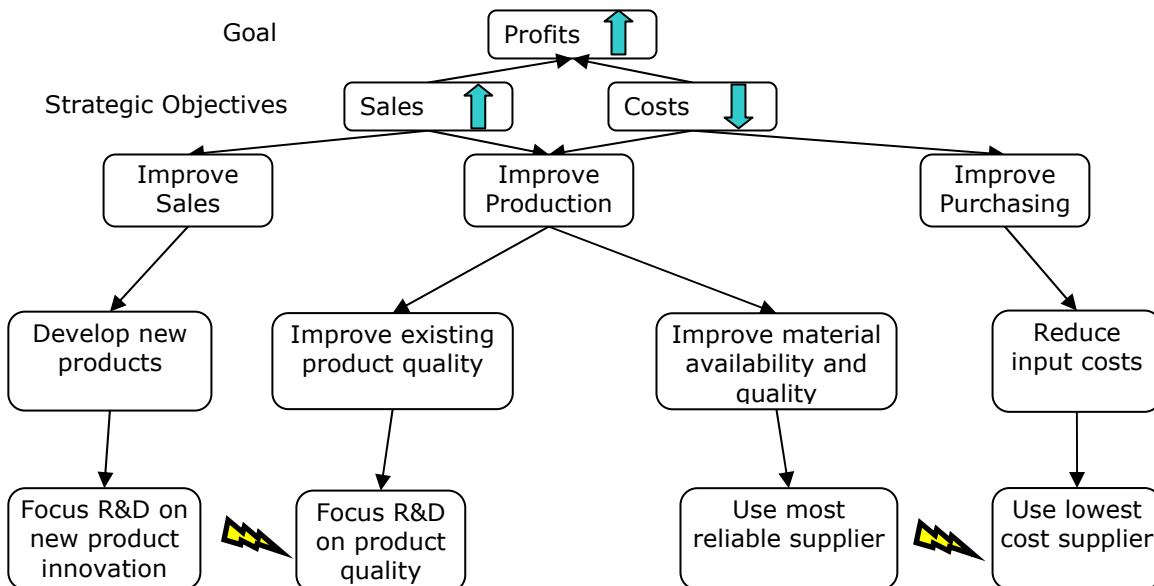 Goal
Profits
Strategic Objectives
Sales
Costs
Improve
Sales
Improve
Production
Improve
Purchasing
Develop new
products
Improve existing
product quality
Improve material
availability and
quality
Reduce
input costs
Focus R&D on
new product
innovation
Focus R&D
on product
quality
Use most
reliable supplier
Use lowest
cost supplier